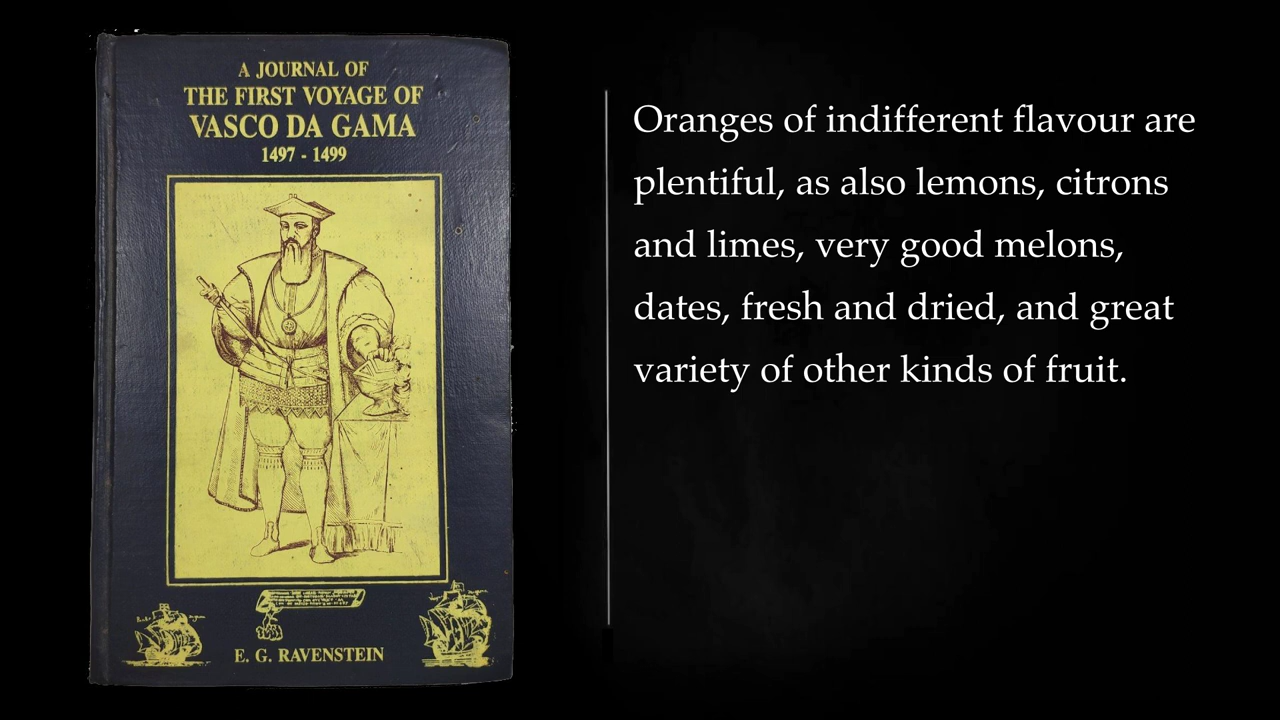 A JOURNAL OF
THE FIRST VOYAGE OF
VASCO DA GAMA
1497 - 1499
E. G. RAVENSTEIN
Oranges of indifferent flavour are
plentiful, as also lemons, citrons
and limes, very good melons,
dates, fresh and dried, and great
variety of other kinds of fruit.